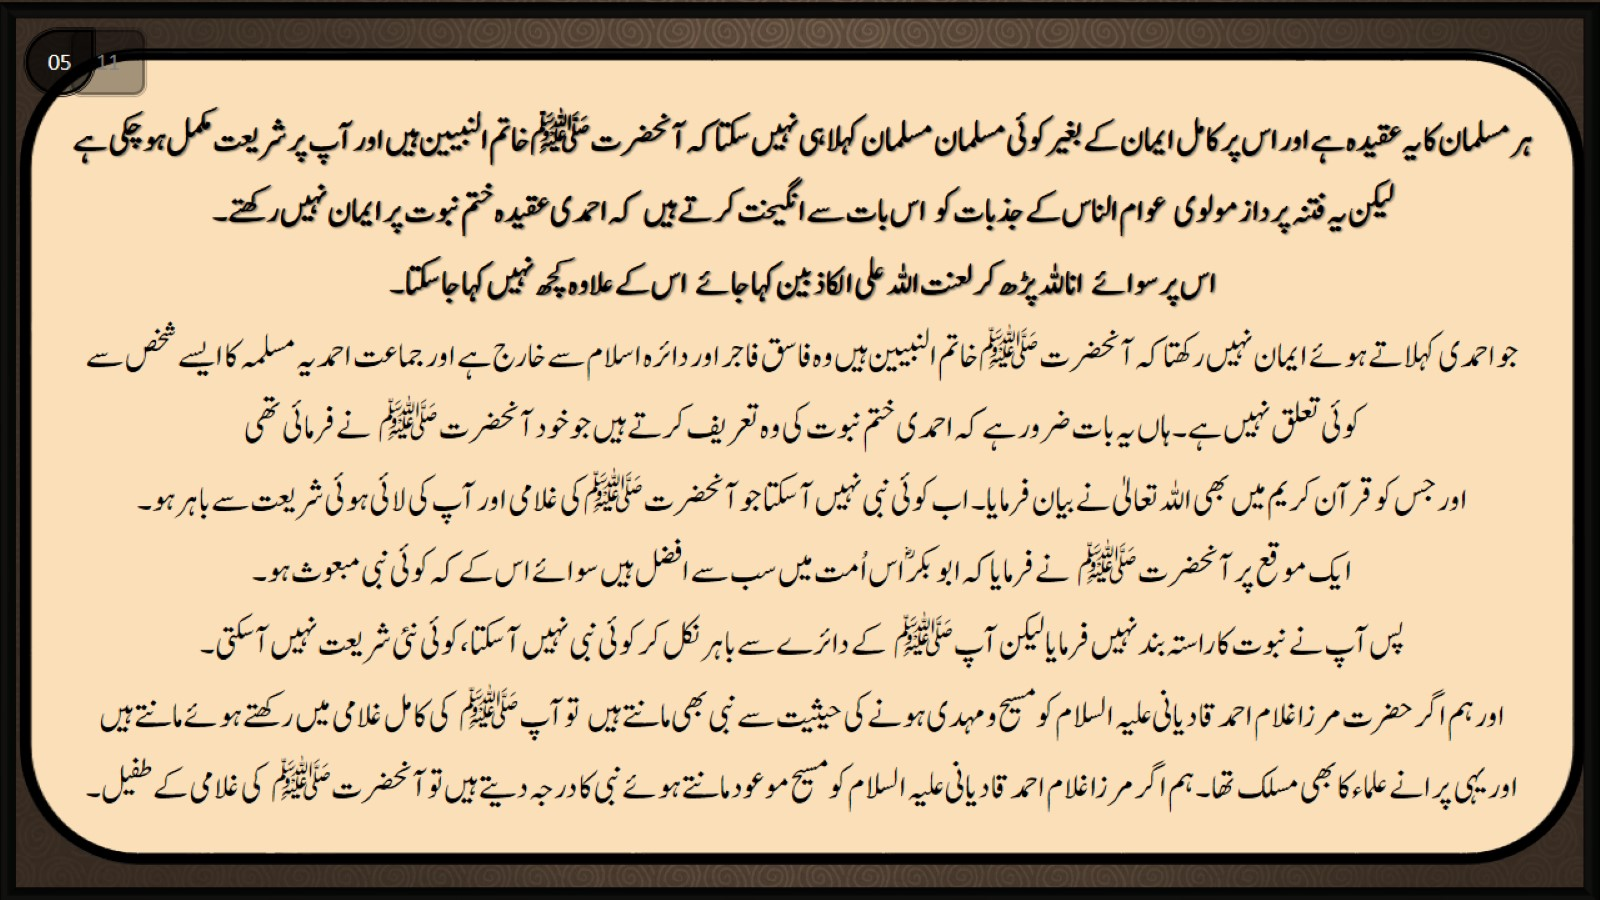 05 11
ہر مسلمان کا یہ عقیدہ ہے اور اس پر کامل ایمان کے بغیر کوئی مسلمان مسلمان کہلا ہی نہیں سکتا کہ آنحضرت ﷺ خاتم النبیین ہیں اور آپ پر شریعت مکمل ہو چکی ہے
لیکن یہ فتنہ پرداز مولوی عوام الناس کے جذبات کو اس بات سے انگیخت کرتے ہیں کہ احمدی عقیدہ ختم نبوت پر ایمان نہیں رکھتے۔
اس پر سوائے اناللہ پڑھ کر لعنت اللہ علی الکاذبین کہا جائے اس کے علاوہ کچھ نہیں کہا جا سکتا۔
جو احمدی کہلاتے ہوئے ایمان نہیں رکھتا کہ آنحضرت ﷺ خاتم النبیین ہیں وہ فاسق فاجر اور دائرہ اسلام سے خارج ہے اور جماعت احمدیہ مسلمہ کا ایسے شخص سے
کوئی تعلق نہیں ہے۔ ہاں یہ بات ضرور ہے کہ احمدی ختم نبوت کی وہ تعریف کرتے ہیں جو خود آنحضرت ﷺ نے فرمائی تھی
اور جس کو قرآن کریم میں بھی اللہ تعالیٰ نے بیان فرمایا۔ اب کوئی نبی نہیں آ سکتا جو آنحضرت ﷺ کی غلامی اور آپ کی لائی ہوئی شریعت سے باہر ہو۔
ایک موقع پر آنحضرت ﷺ نے فرمایا کہ ابو بکرؓ اس اُمت میں سب سے افضل ہیں سوائے اس کے کہ کوئی نبی مبعوث ہو۔
پس آپ نے نبوت کا راستہ بند نہیں فرمایا لیکن آپ ﷺ کے دائرے سے باہر نکل کر کوئی نبی نہیں آ سکتا، کوئی نئی شریعت نہیں آ سکتی۔
اور ہم اگر حضرت مرزا غلام احمد قادیانی علیہ السلام کو مسیح و مہدی ہونے کی حیثیت سے نبی بھی مانتے ہیں تو آپ ﷺ کی کامل غلامی میں رکھتے ہوئے مانتے ہیں
اور یہی پرانے علماء کا بھی مسلک تھا۔ ہم اگر مرزا غلام احمد قادیانی علیہ السلام کو مسیح موعود مانتے ہوئے نبی کا درجہ دیتے ہیں تو آنحضرت ﷺ کی غلامی کے طفیل۔